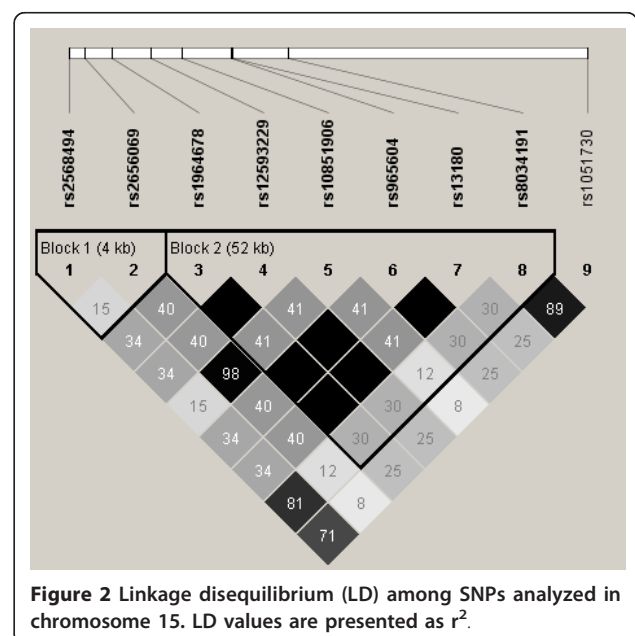 rs2568494
rs2656069
rs1964678
rs12593229
rs10851906
rs965604
rs13180
rs8034191
rs1051730
Block 1 (4 kb) Block 2 (52 kb)
1 2 3 4 5 6 7 8 9
15 40 41 41 30 89
34 40 41 41 30 25
34 98 12 25
15 40 30 8
34 40 30 25
34 12 25
81 8
71
Figure 2 Linkage disequilibrium (LD) among SNPs analyzed in
chromosome 15. LD values are presented as r².